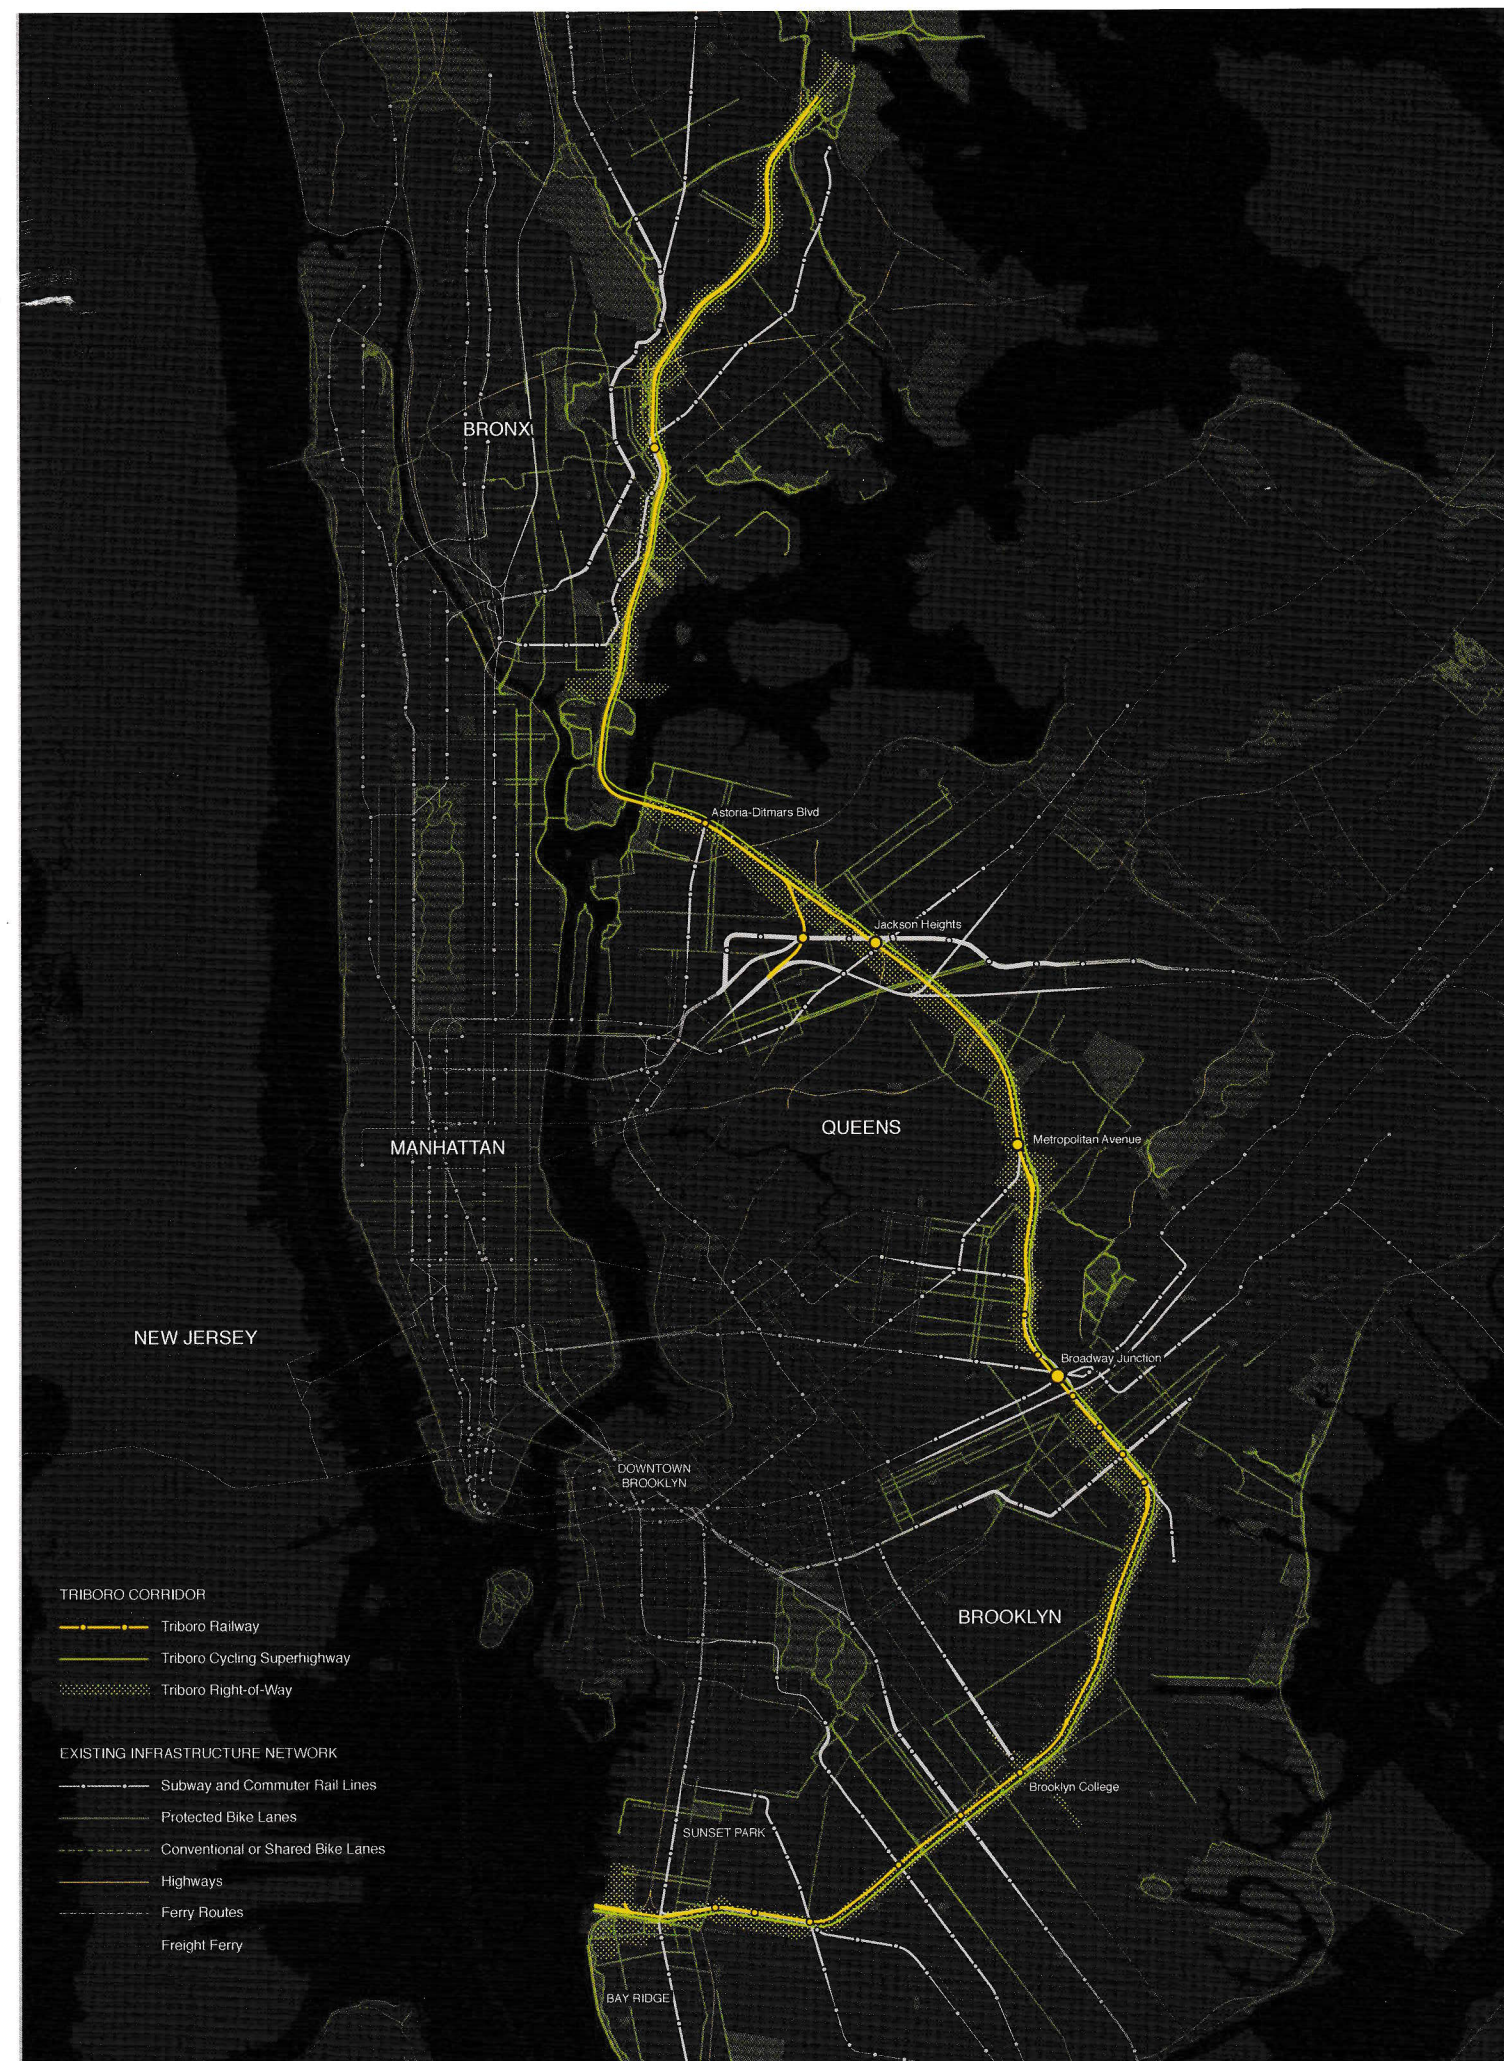 BRONX
Astoria-Ditmars Blvd
Jackson Heights
QUEENS
Metropolitan Avenue
MANHATTAN
NEW JERSEY
Broadway Junction
DOWNTOWN
BROOKLYN
BROOKLYN
TRIBORO CORRIDOR
Triboro Railway
Triboro Cycling Superhighway
Triboro Right-of-Way
EXISTING INFRASTRUCTURE NETWORK
Subway and Commuter Rail Lines
Protected Bike Lanes
Conventional or Shared Bike Lanes
Highways
Ferry Routes
Freight Ferry
Brooklyn College
SUNSET PARK
BAY RIDGE